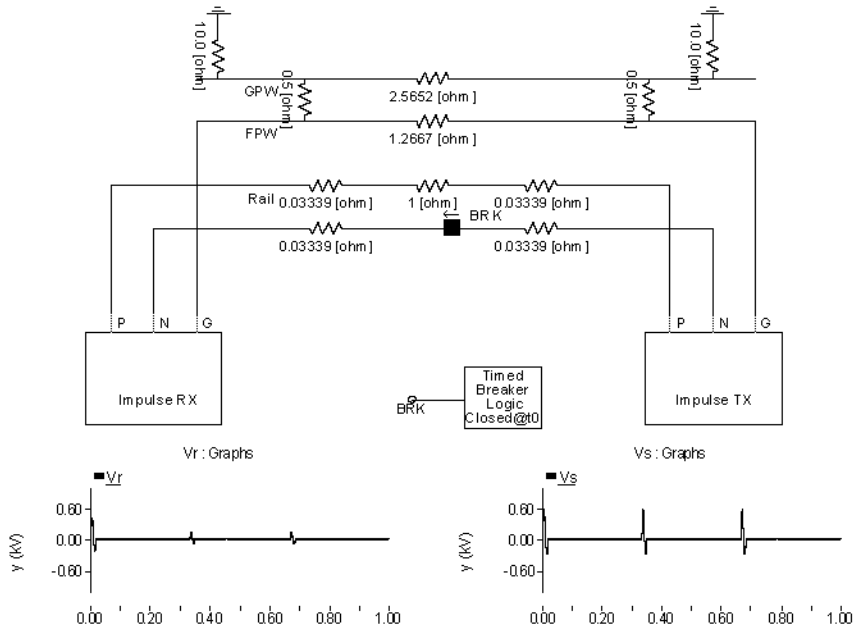 10.0 [ohm]
10.0 [ohm]
0.5 [ohm]
0.5 [ohm]
GPW
2.5652 [ohm]
FPW
1.2667 [ohm]
Rail
0.03339 [ohm]
1 [ohm]
0.03339 [ohm]
BRK
0.03339 [ohm]
0.03339 [ohm]
P N G
P N G
Impulse RX
Impulse TX
Timed
Breaker
Logic
Closed@t0
BRK
Vr : Graphs
Vs : Graphs
Vr
Vs
y (kV)
0.60
0.00
-0.60
0.00 0.20 0.40 0.60 0.80 1.00
y (kV)
0.60
0.00
-0.60
0.00 0.20 0.40 0.60 0.80 1.00